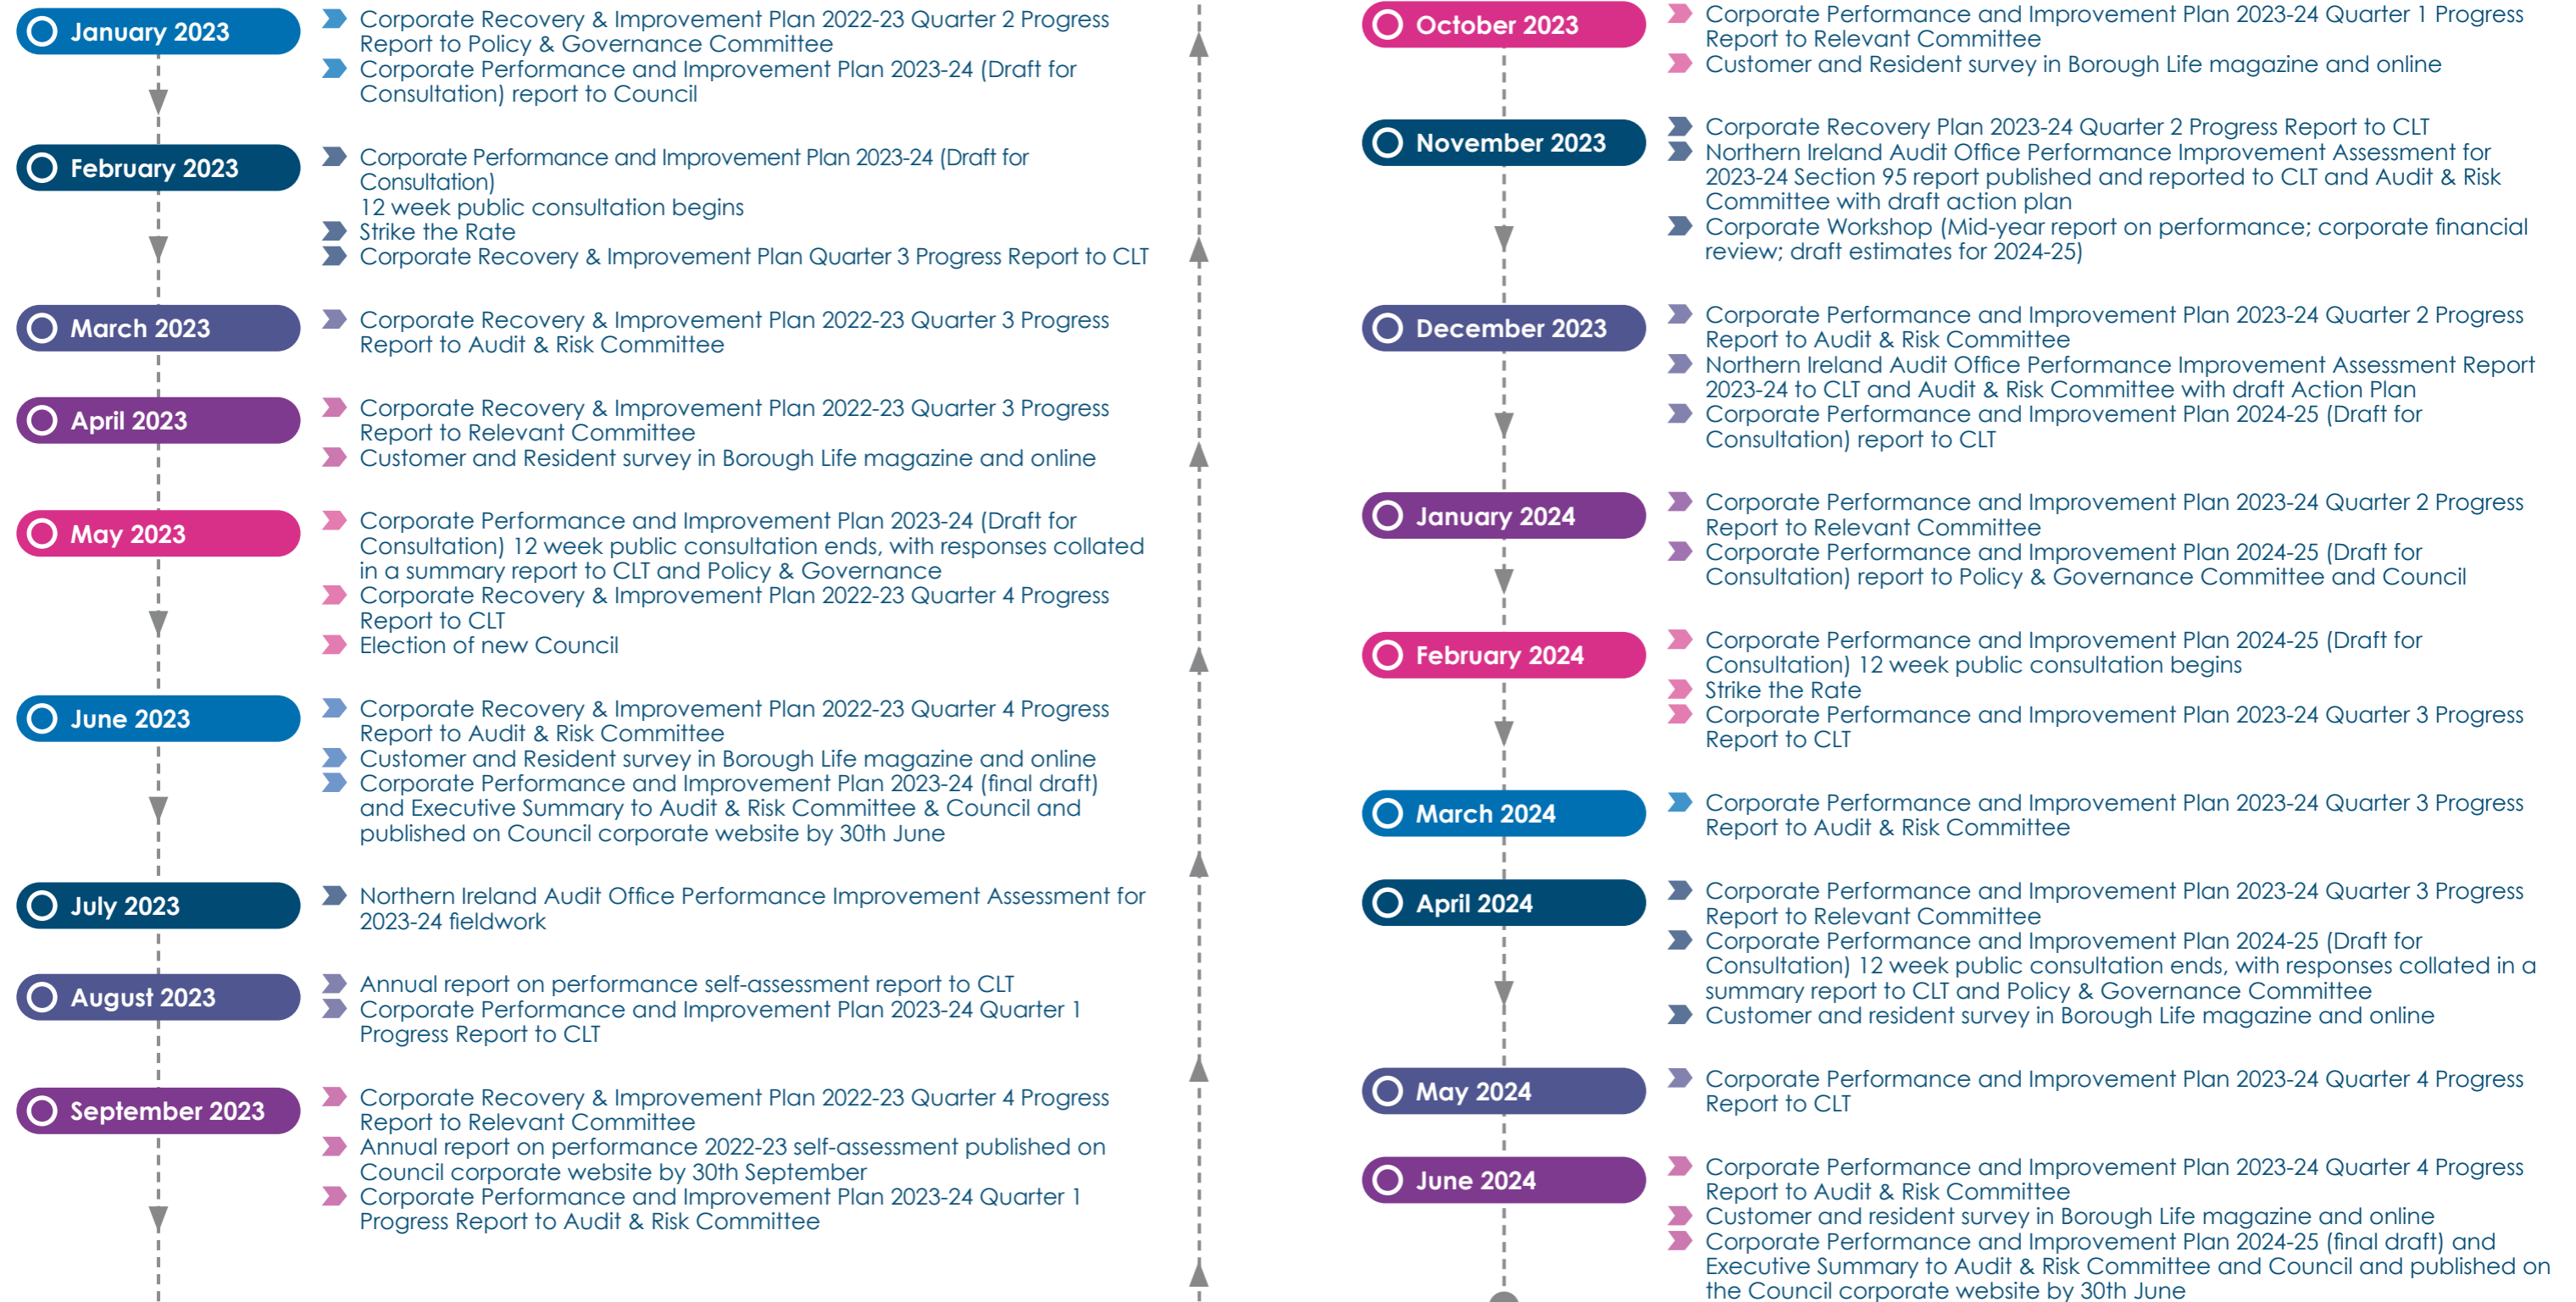 January 2023
Corporate Recovery & Improvement Plan 2022-23 Quarter 2 Progress
Report to Policy & Governance Committee
Corporate Performance and Improvement Plan 2023-24 (Draft for
Consultation) report to Council
February 2023
Corporate Performance and Improvement Plan 2023-24 (Draft for
Consultation)
12 week public consultation begins
Strike the Rate
Corporate Recovery & Improvement Plan Quarter 3 Progress Report to CLT
March 2023
Corporate Recovery & Improvement Plan 2022-23 Quarter 3 Progress
Report to Audit & Risk Committee
April 2023
Corporate Recovery & Improvement Plan 2022-23 Quarter 3 Progress
Report to Relevant Committee
Customer and Resident survey in Borough Life magazine and online
May 2023
Corporate Performance and Improvement Plan 2023-24 (Draft for
Consultation) 12 week public consultation ends, with responses collated
in a summary report to CLT and Policy & Governance
Corporate Recovery & Improvement Plan 2022-23 Quarter 4 Progress
Report to CLT
Election of new Council
June 2023
Corporate Recovery & Improvement Plan 2022-23 Quarter 4 Progress
Report to Audit & Risk Committee
Customer and Resident survey in Borough Life magazine and online
Corporate Performance and Improvement Plan 2023-24 (final draft)
and Executive Summary to Audit & Risk Committee & Council and
published on Council corporate website by 30th June
July 2023
Northern Ireland Audit Office Performance Improvement Assessment for
2023-24 fieldwork
August 2023
Annual report on performance self-assessment report to CLT
Corporate Performance and Improvement Plan 2023-24 Quarter 1
Progress Report to CLT
September 2023
Corporate Recovery & Improvement Plan 2022-23 Quarter 4 Progress
Report to Relevant Committee
Annual report on performance 2022-23 self-assessment published on
Council corporate website by 30th September
Corporate Performance and Improvement Plan 2023-24 Quarter 1
Progress Report to Audit & Risk Committee
October 2023
Corporate Performance and Improvement Plan 2023-24 Quarter 1 Progress
Report to Relevant Committee
Customer and Resident survey in Borough Life magazine and online
November 2023
Corporate Recovery Plan 2023-24 Quarter 2 Progress Report to CLT
Northern Ireland Audit Office Performance Improvement Assessment for
2023-24 Section 95 report published and reported to CLT and Audit & Risk
Committee with draft action plan
Corporate Workshop (Mid-year report on performance; corporate financial
review; draft estimates for 2024-25)
December 2023
Corporate Performance and Improvement Plan 2023-24 Quarter 2 Progress
Report to Audit & Risk Committee
Northern Ireland Audit Office Performance Improvement Assessment Report
2023-24 to CLT and Audit & Risk Committee with draft Action Plan
Corporate Performance and Improvement Plan 2024-25 (Draft for
Consultation) report to CLT
January 2024
Corporate Performance and Improvement Plan 2023-24 Quarter 2 Progress
Report to Relevant Committee
Corporate Performance and Improvement Plan 2024-25 (Draft for
Consultation) report to Policy & Governance Committee and Council
February 2024
Corporate Performance and Improvement Plan 2024-25 (Draft for
Consultation) 12 week public consultation begins
Strike the Rate
Corporate Performance and Improvement Plan 2023-24 Quarter 3 Progress
Report to CLT
March 2024
Corporate Performance and Improvement Plan 2023-24 Quarter 3 Progress
Report to Audit & Risk Committee
April 2024
Corporate Performance and Improvement Plan 2023-24 Quarter 3 Progress
Report to Relevant Committee
Corporate Performance and Improvement Plan 2024-25 (Draft for
Consultation) 12 week public consultation ends, with responses collated in a
summary report to CLT and Policy & Governance Committee
Customer and resident survey in Borough Life magazine and online
May 2024
Corporate Performance and Improvement Plan 2023-24 Quarter 4 Progress
Report to CLT
June 2024
Corporate Performance and Improvement Plan 2023-24 Quarter 4 Progress
Report to Audit & Risk Committee
Customer and resident survey in Borough Life magazine and online
Corporate Performance and Improvement Plan 2024-25 (final draft) and
Executive Summary to Audit & Risk Committee and Council and published on
the Council corporate website by 30th June